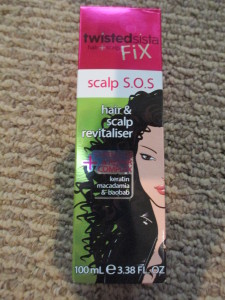 twistedsista
FiX
scalp S.O.S
hair &
scalp
revitaliser
keratin
macadamia
& baobab
100 mL ℮ 3.38 FL. OZ